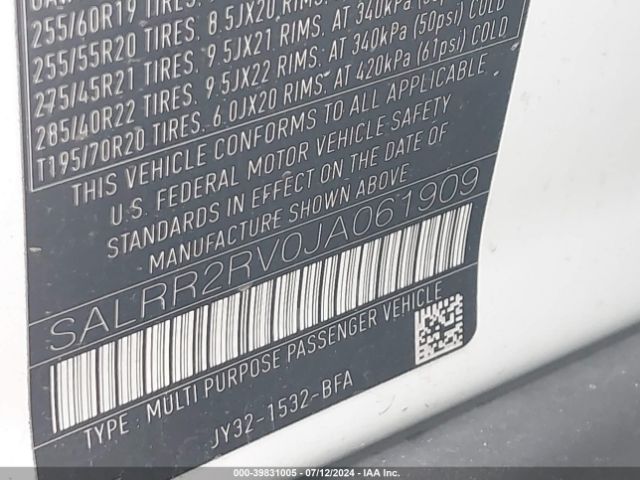 255/60R19 TIRES,
255/55R20 TIRES, 8.5JX20 RIMS,
275/45R21 TIRES, 9.5JX21 RIMS, AT 340kPa
285/40R22 TIRES, 9.5JX22 RIMS, AT 340kPa (50psi) COLD
T195/70R20 TIRES, 6.0JX20 RIMS, AT 420kPa (61psi) COLD
THIS VEHICLE CONFORMS TO ALL APPLICABLE
U.S. FEDERAL MOTOR VEHICLE SAFETY
STANDARDS IN EFFECT ON THE DATE OF
MANUFACTURE SHOWN ABOVE
SALRR2RV0JA061909
TYPE : MULTI PURPOSE PASSENGER VEHICLE
JY32-1532-BFA
000-39831005 / 07/12/2024 - IAA Inc.